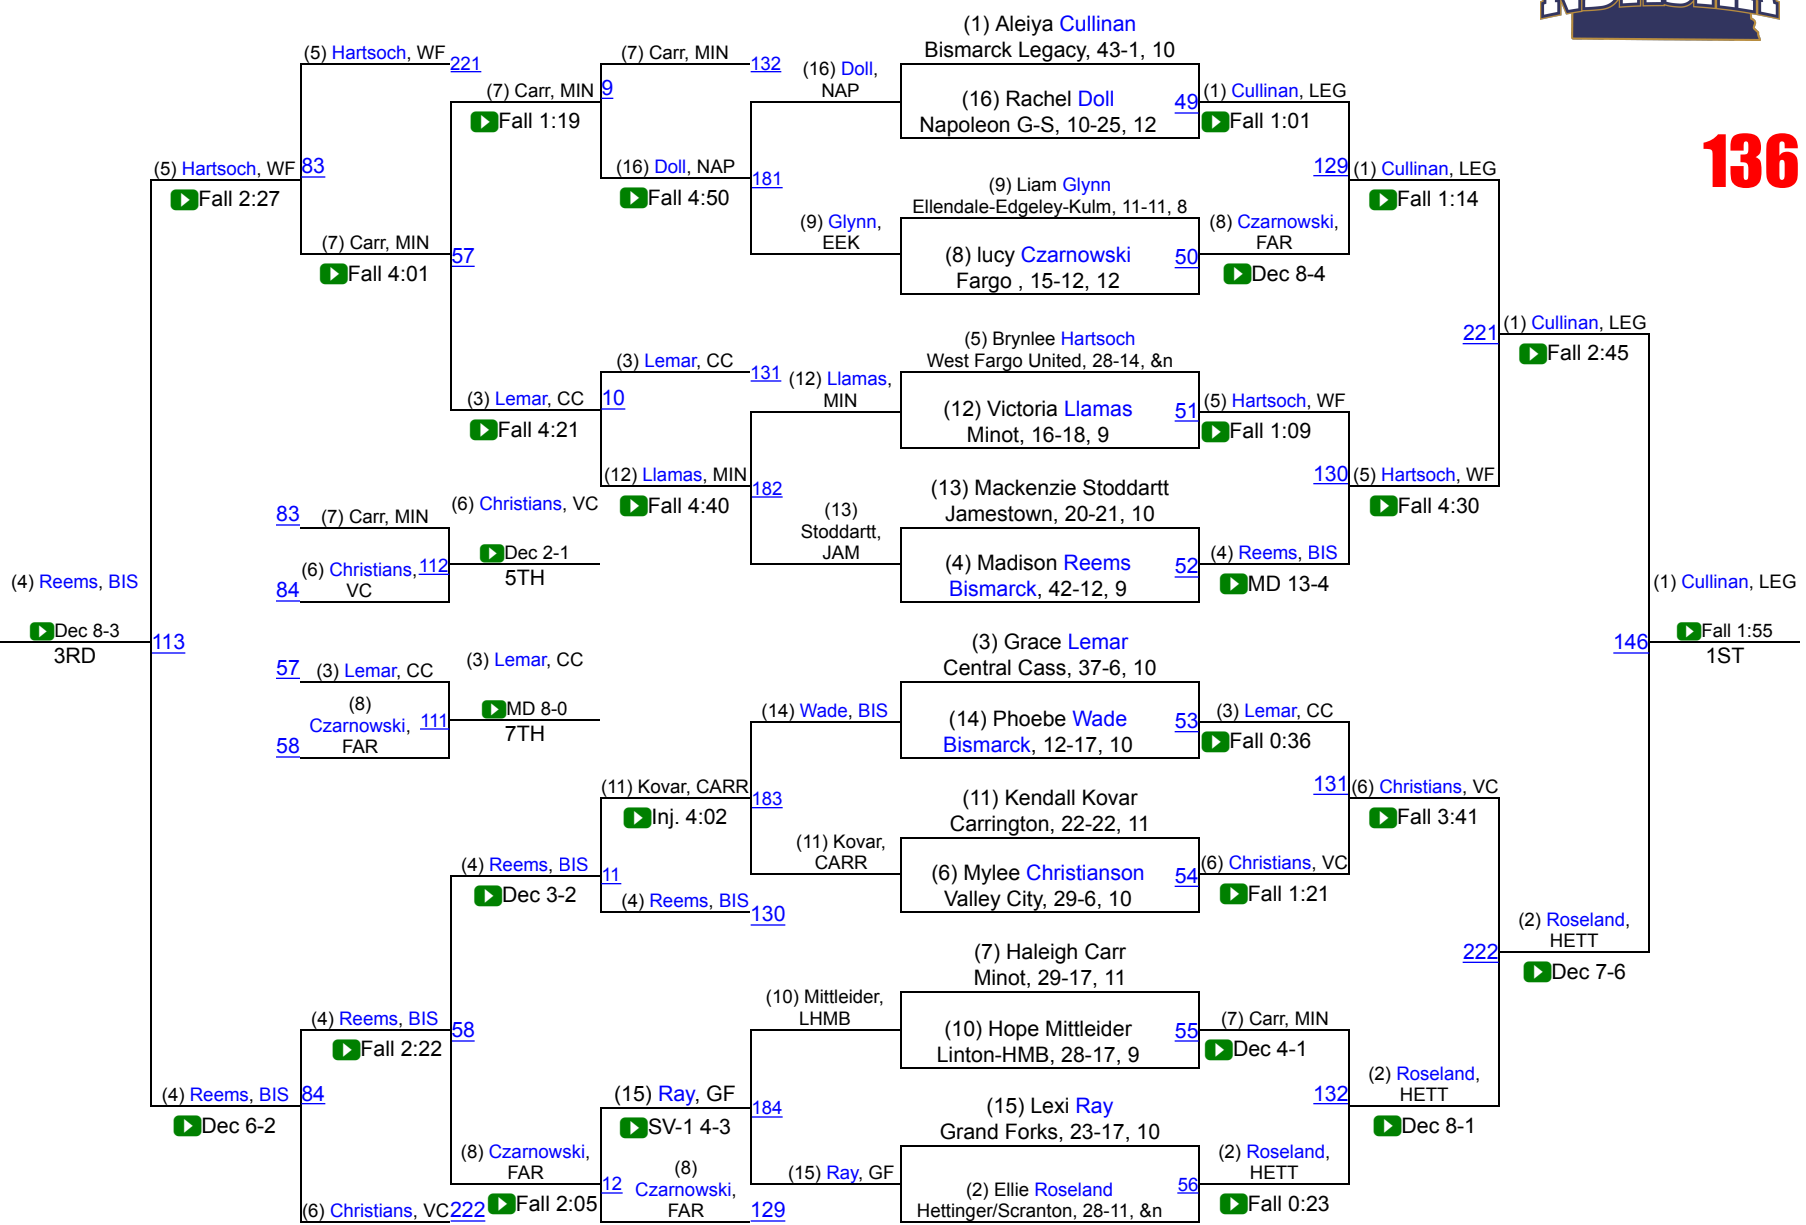 (1) Aleiya Cullinan
Bismarck Legacy, 43-1, 10
(16) Rachel Doll
Napoleon G-S, 10-25, 12
49
(9) Liam Glynn
Ellendale-Edgeley-Kulm, 11-11, 8
(8) lucy Czarnowski
Fargo , 15-12, 12
50
(5) Brynlee Hartsoch
West Fargo United, 28-14, &n
(12) Victoria Llamas
Minot, 16-18, 9
51
(13) Mackenzie Stoddartt
Jamestown, 20-21, 10
(4) Madison Reems
Bismarck, 42-12, 9
52
(3) Grace Lemar
Central Cass, 37-6, 10
(14) Phoebe Wade
Bismarck, 12-17, 10
53
(11) Kendall Kovar
Carrington, 22-22, 11
(6) Mylee Christianson
Valley City, 29-6, 10
54
(7) Haleigh Carr
Minot, 29-17, 11
(10) Hope Mittleider
Linton-HMB, 28-17, 9
55
(15) Lexi Ray
Grand Forks, 23-17, 10
(2) Ellie Roseland
Hettinger/Scranton, 28-11, &n
56
(1) Cullinan, LEG
Fall 1:01
129
(8) Czarnowski,
FAR
Dec 8-4
(5) Hartsoch, WF
Fall 1:09
130
(4) Reems, BIS
MD 13-4
(3) Lemar, CC
Fall 0:36
131
(6) Christians, VC
Fall 1:21
(7) Carr, MIN
Dec 4-1
132
(2) Roseland,
HETT
Fall 0:23
(1) Cullinan, LEG
Fall 1:14
221
(5) Hartsoch, WF
Fall 4:30
(6) Christians, VC
Fall 3:41
222
(2) Roseland,
HETT
Dec 8-1
(1) Cullinan, LEG
Fall 2:45
146
(2) Roseland,
HETT
Dec 7-6
(1) Cullinan, LEG
Fall 1:55
1ST
136
(16) Doll,
NAP
181
(9) Glynn,
EEK
(12) Llamas,
MIN
182
(13)
Stoddartt,
JAM
(14) Wade, BIS
183
(11) Kovar,
CARR
(10) Mittleider,
LHMB
184
(15) Ray, GF
(7) Carr, MIN
132
9
(16) Doll, NAP
Fall 4:50
(3) Lemar, CC
131
10
(12) Llamas, MIN
Fall 4:40
(11) Kovar, CARR
Inj. 4:02
11
(4) Reems, BIS
130
(15) Ray, GF
SV-1 4-3
12
(8)
Czarnowski,
FAR
129
(7) Carr, MIN
Fall 1:19
57
(3) Lemar, CC
Fall 4:21
(4) Reems, BIS
Dec 3-2
58
(8) Czarnowski,
FAR
Fall 2:05
(5) Hartsoch, WF
221
83
(7) Carr, MIN
Fall 4:01
(4) Reems, BIS
Fall 2:22
84
(6) Christians, VC
222
(5) Hartsoch, WF
Fall 2:27
113
(4) Reems, BIS
Dec 6-2
(4) Reems, BIS
Dec 8-3
3RD
83
(7) Carr, MIN
84
(6) Christians,
VC
112
(6) Christians, VC
Dec 2-1
5TH
57
(3) Lemar, CC
58
(8)
Czarnowski,
FAR
111
(3) Lemar, CC
MD 8-0
7TH